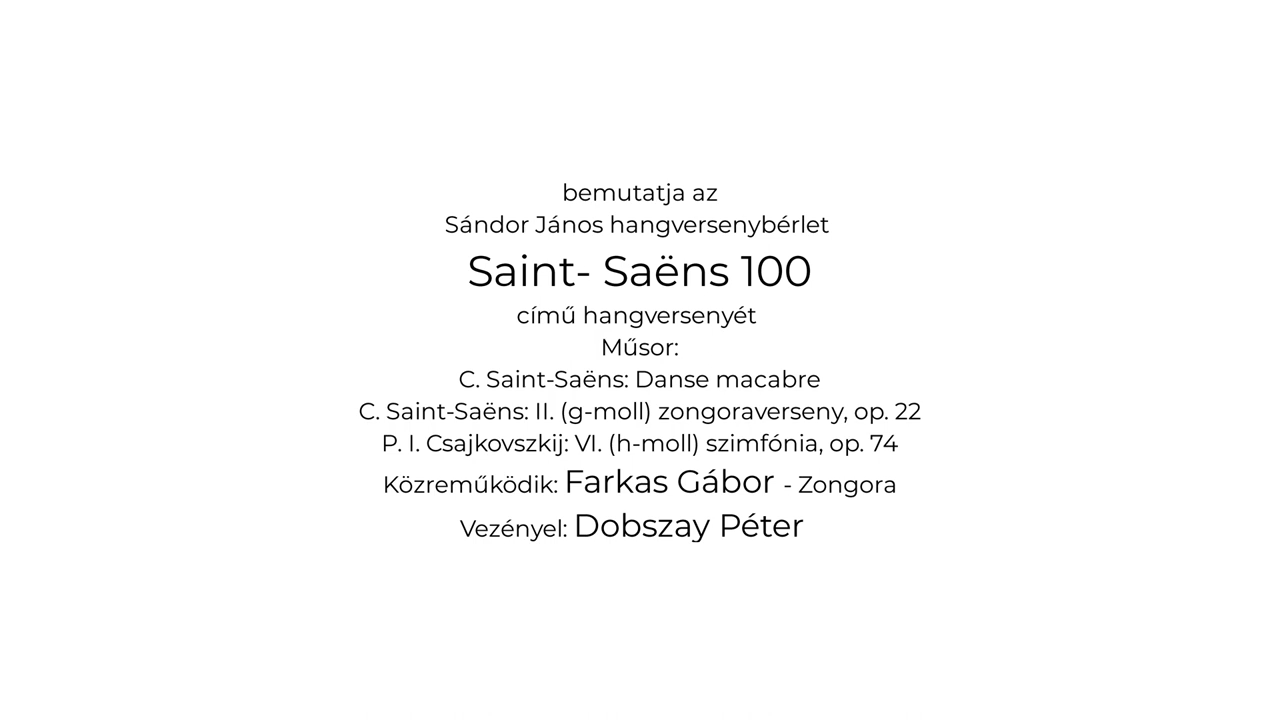 bemutatja az
Sándor János hangversenybérlet
Saint- Saëns 100
című hangversenyét
Műsor:
C. Saint-Saëns: Danse macabre
C. Saint-Saëns: II. (g-moll) zongoraverseny, op. 22
P. I. Csajkovszkij: VI. (h-moll) szimfónia, op. 74
Közreműködik: Farkas Gábor - Zongora
Vezényel: Dobszay Péter